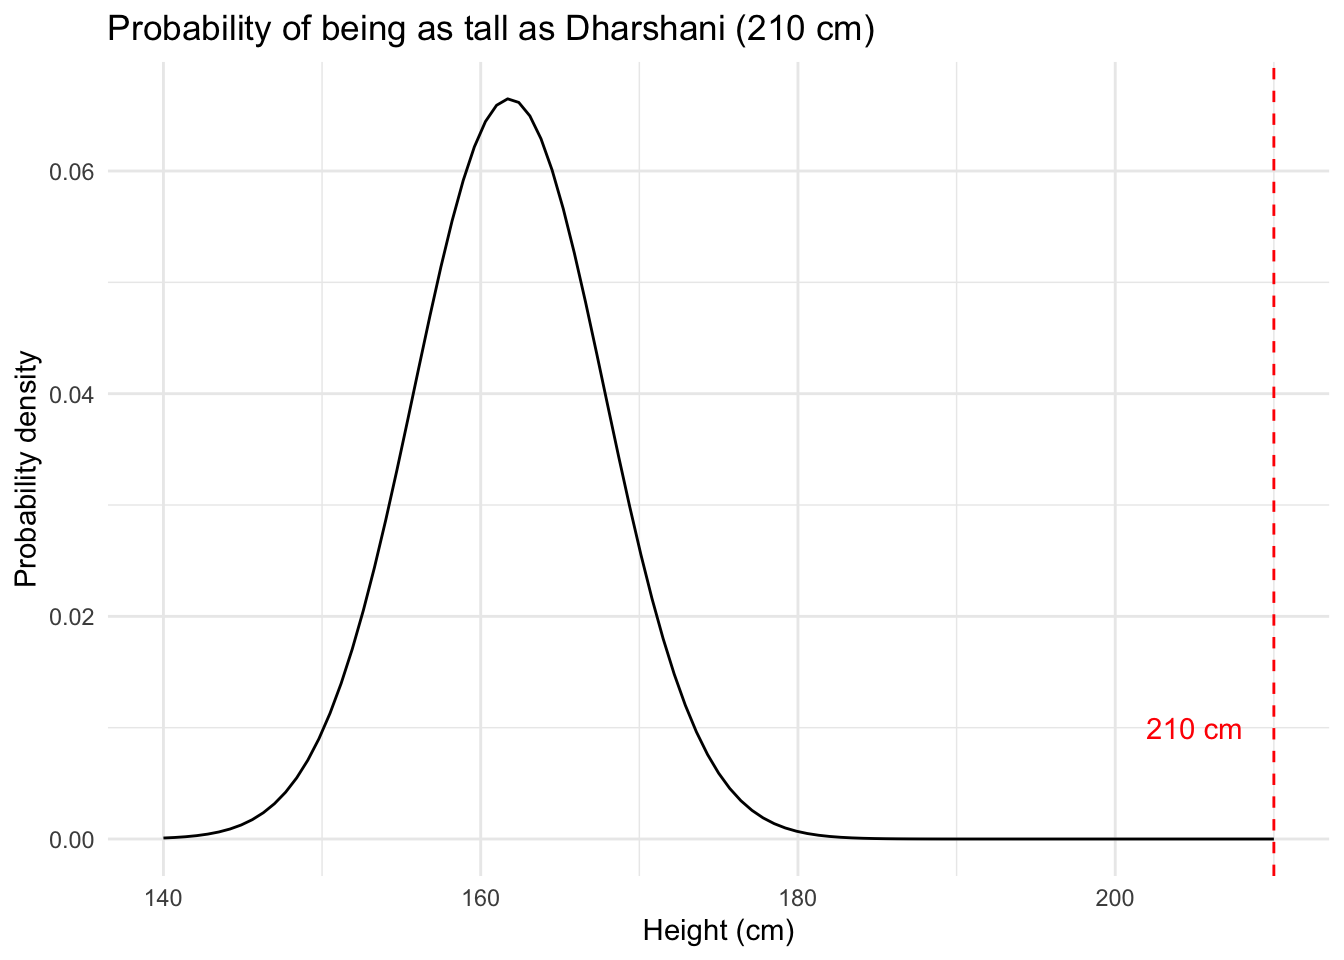 Probability of being as tall as Dharshani (210 cm)
Probability density
0.06
0.04
0.02
0.00
210 cm
140 160 180 200
Height (cm)